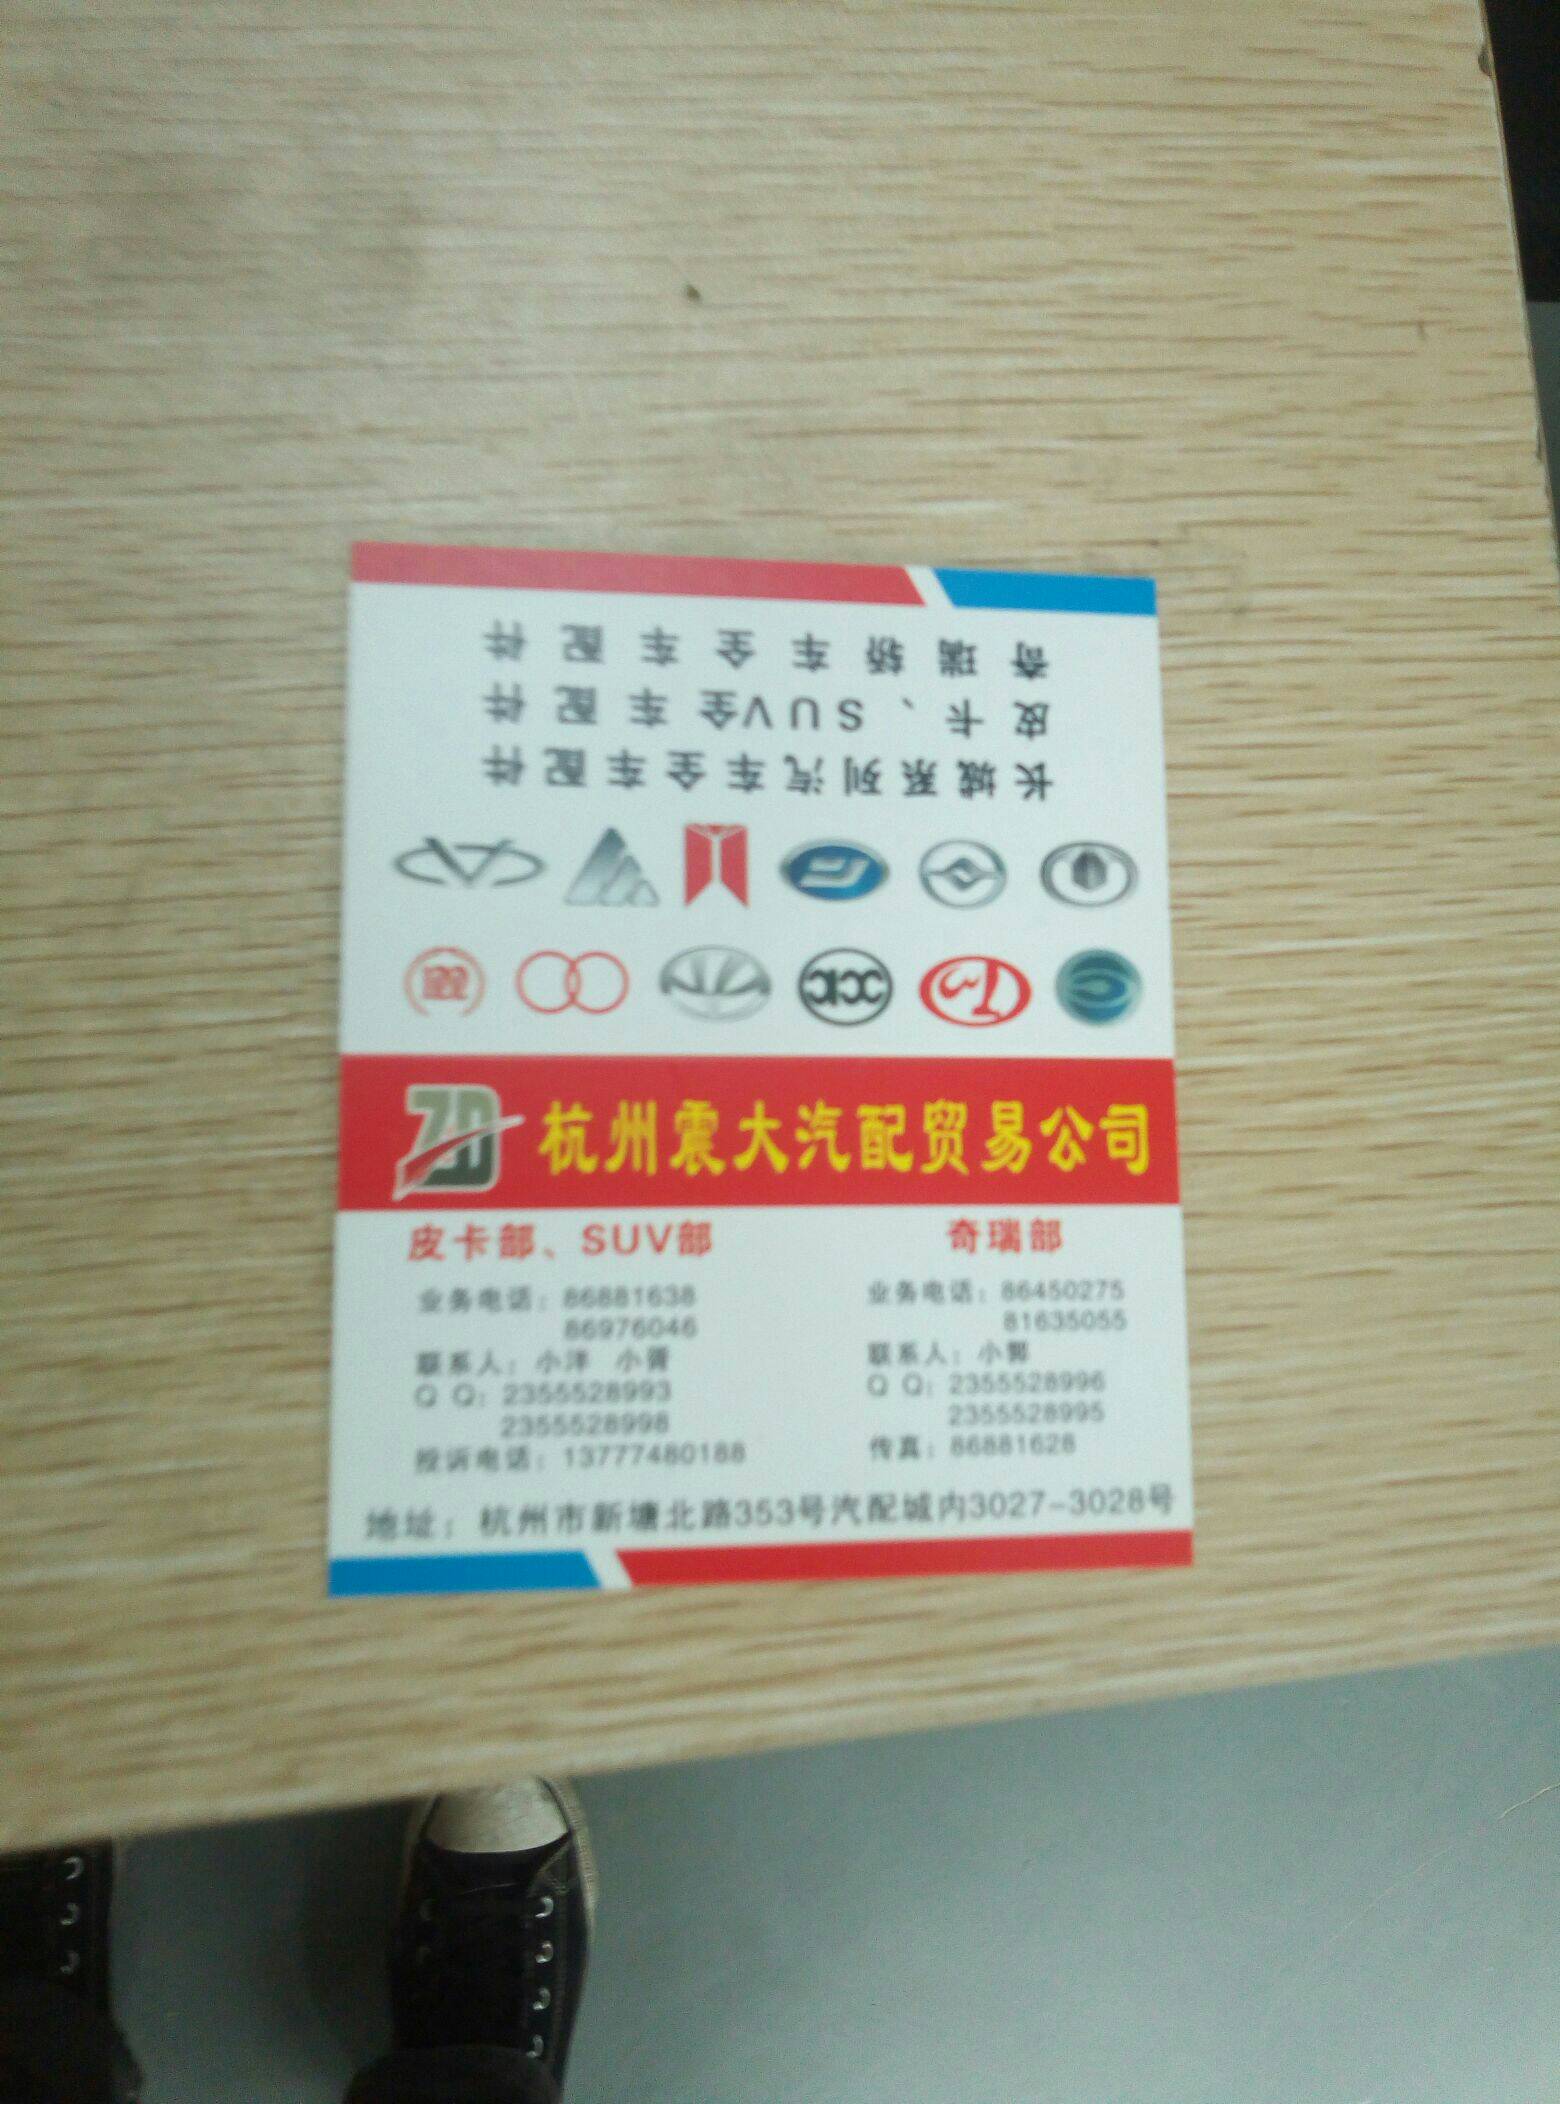 奇瑞轿车全车配件
皮卡、SUV全车配件
长城系列汽车全车配件
ZD 杭州震大汽配贸易公司
皮卡部、SUV部
业务电话：86881638
86976046
联系人：小洋 小胥
QQ：2355528993
2355528998
投诉电话：13777480188
奇瑞部
业务电话：86450275
81635055
联系人：小郭
QQ：2355528996
2355528995
传真：86881628
地址：杭州市新塘北路353号汽配城内3027-3028号